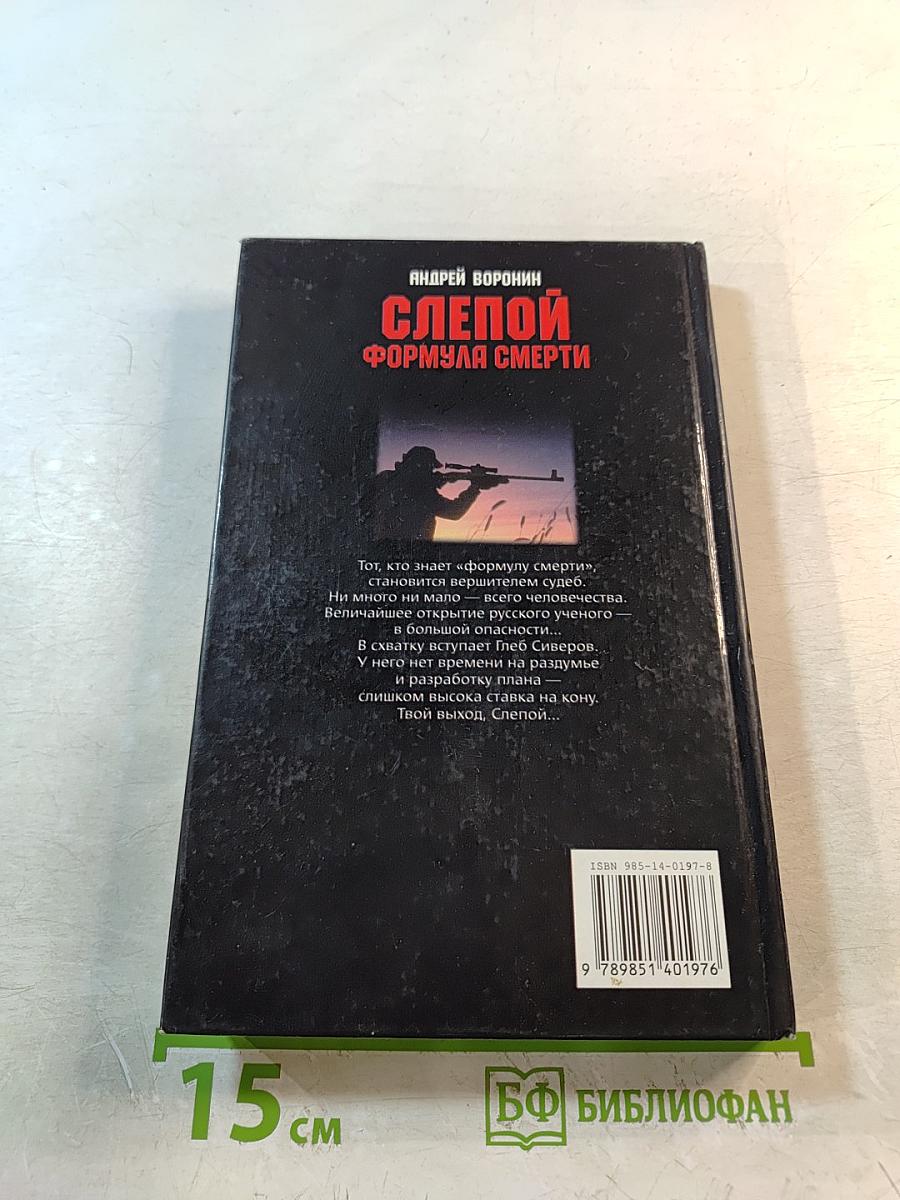 АНДРЕЙ ВОРОНИН
СЛЕПОЙ
ФОРМУЛА СМЕРТИ
Тот, кто знает «формулу смерти»,
становится вершителем судеб.
Ни много ни мало — всего человечества.
Величайшее открытие русского ученого —
в большой опасности...
В схватку вступает Глеб Сиверов.
У него нет времени на раздумье
и разработку плана —
слишком высока ставка на кону.
Твой выход, Слепой...
ISBN 985-14-0197-8
9 789851 401976
15 см
БФ БИБЛИОФАН